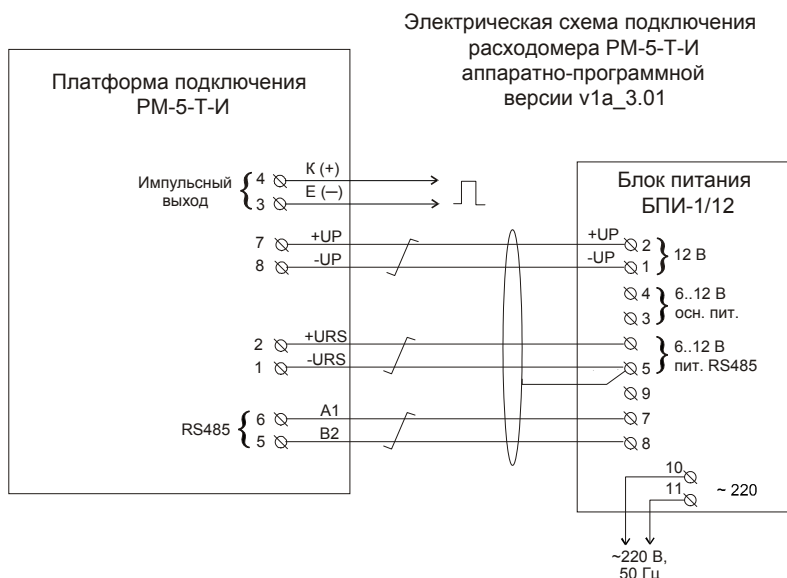 Электрическая схема подключения
расходомера РМ-5-Т-И
аппаратно-программной
версии v1a_3.01
Платформа подключения
РМ-5-Т-И
Импульсный
выход
4
К (+)
3
Е (—)
7
+UP
8
-UP
2
+URS
1
-URS
RS485
6
A1
5
B2
Блок питания
БПИ-1/12
+UP
2
-UP
1
12 В
4
3
6..12 В
осн. пит.
5
6..12 В
пит. RS485
9
7
8
10
11
~ 220
~220 В,
50 Гц